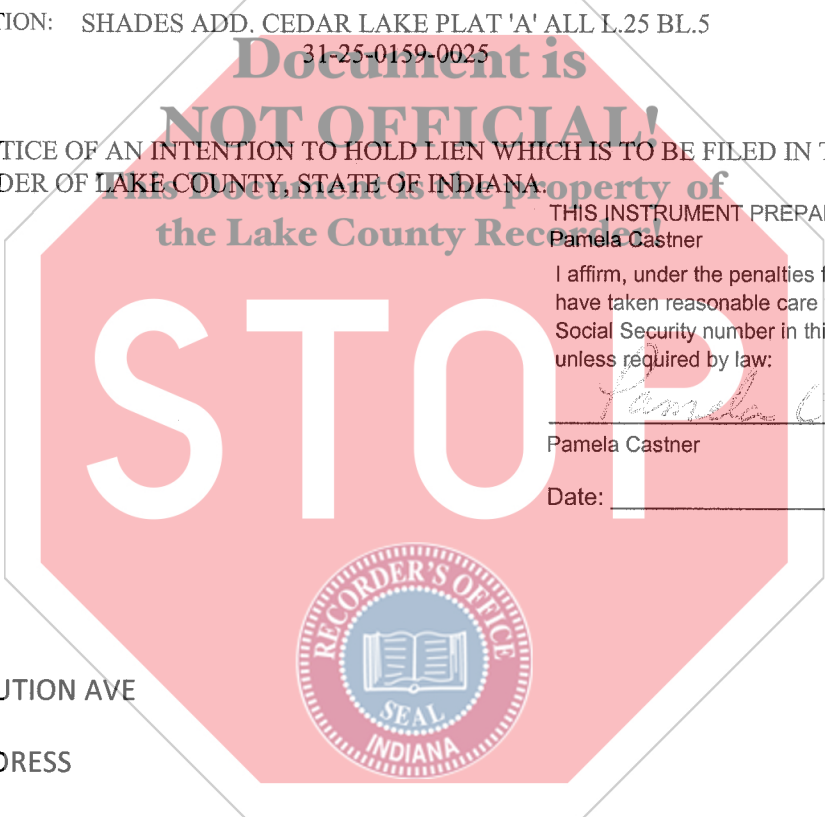 TION: SHADES ADD. CEDAR LAKE PLAT 'A' ALL L.25 BL.5
31-25-0159-0025
Document is
NOT OFFICIAL!
TICE OF AN INTENTION TO HOLD LIEN WHICH IS TO BE FILED IN T
DER OF LAKE COUNTY, STATE OF INDIANA.
This Document is the property of
the Lake County Recorder!
THIS INSTRUMENT PREPA
Pamela Castner
I affirm, under the penalties f
have taken reasonable care
Social Security number in thi
unless required by law:
Pamela C
Pamela Castner
Date:
STOP
RECORDER'S OFFICE
SEAL
INDIANA
UTION AVE
DRESS